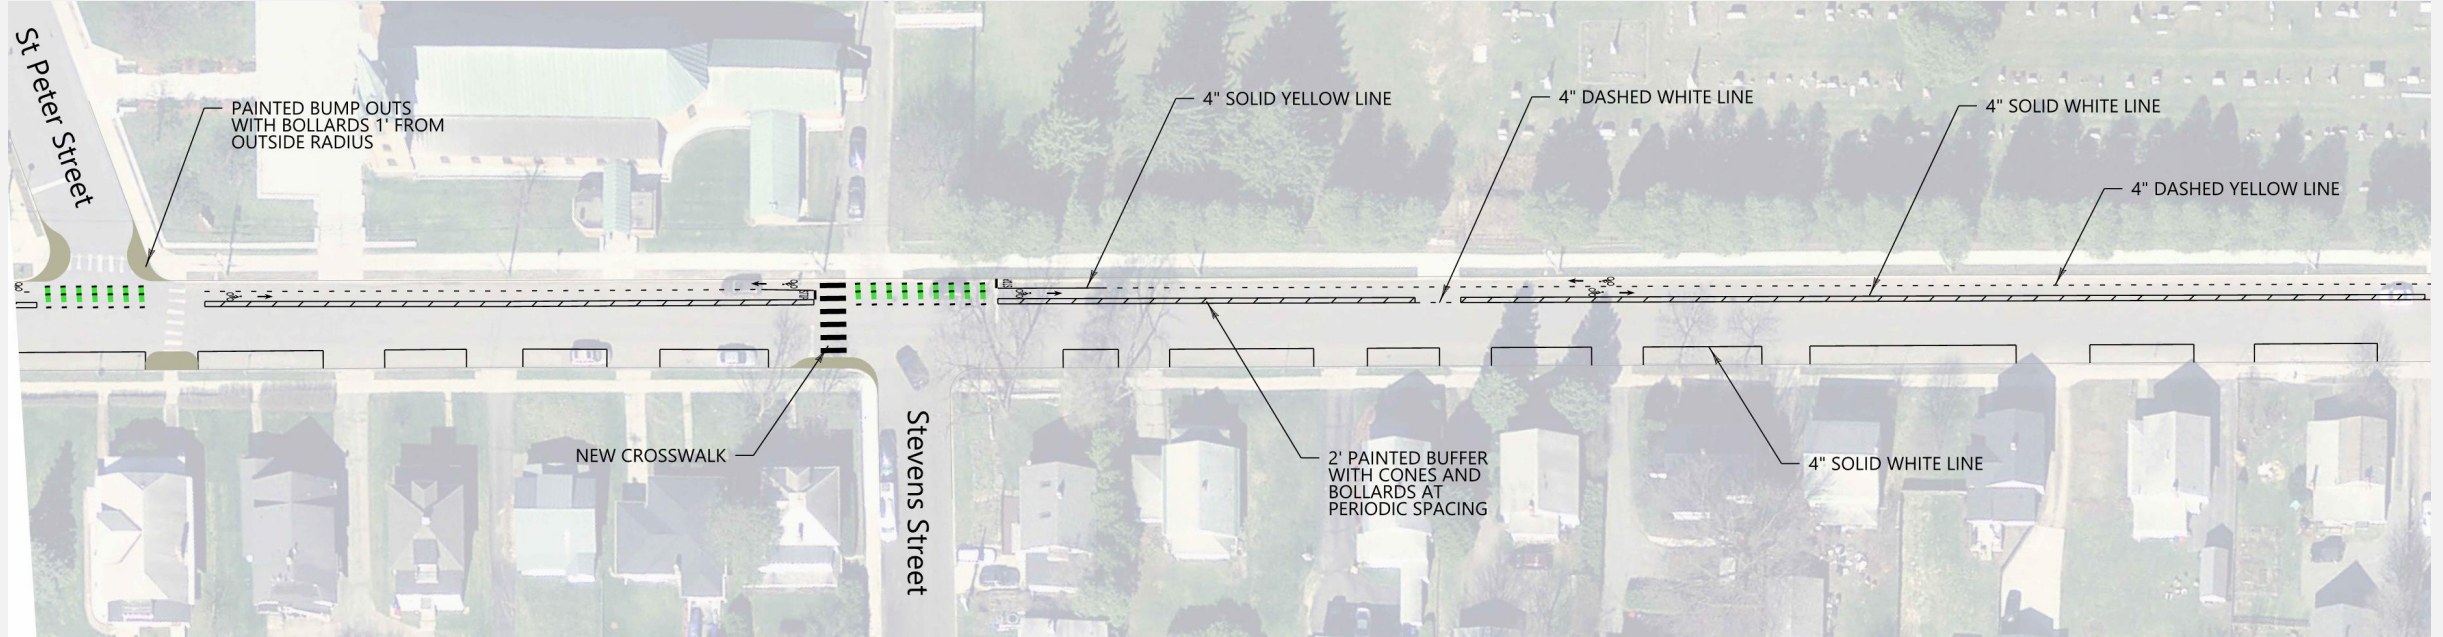 St Peter Street
PAINTED BUMP OUTS
WITH BOLLARDS 1' FROM
OUTSIDE RADIUS
4" SOLID YELLOW LINE
4" DASHED WHITE LINE
4" SOLID WHITE LINE
4" DASHED YELLOW LINE
NEW CROSSWALK
Stevens Street
2' PAINTED BUFFER
WITH CONES AND
BOLLARDS AT
PERIODIC SPACING
4" SOLID WHITE LINE